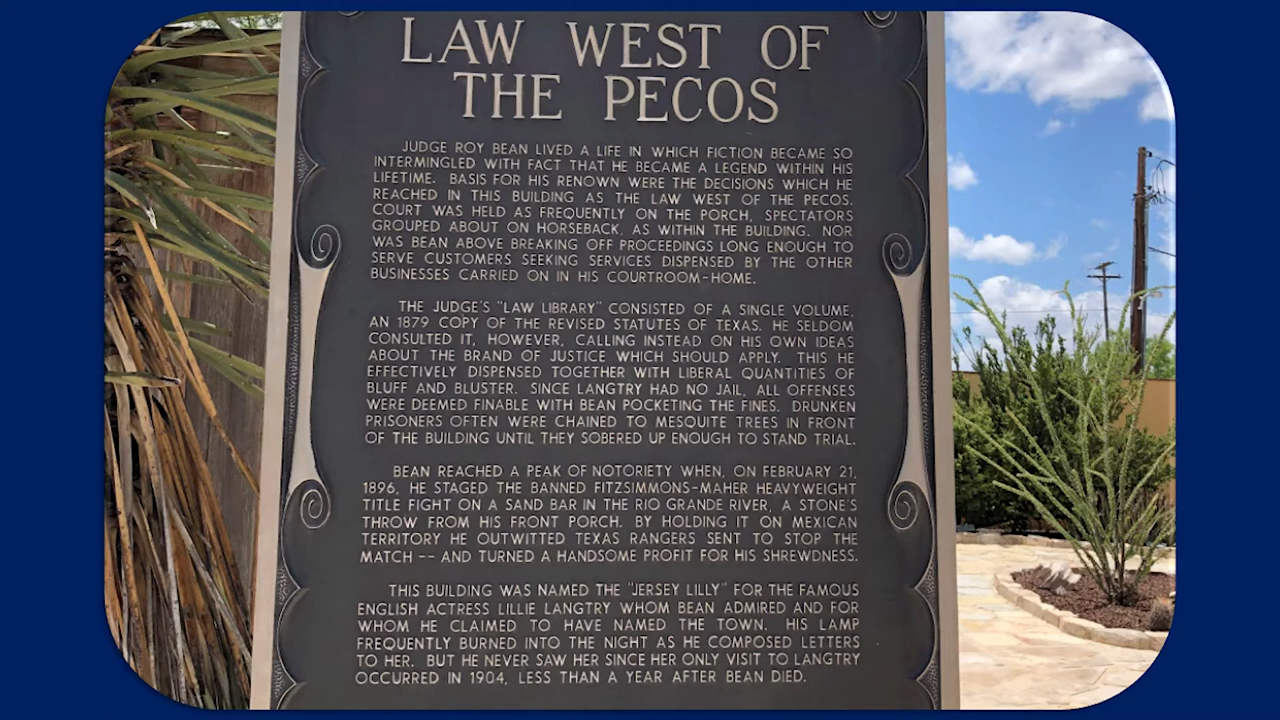 LAW WEST OF
THE PECOS
JUDGE ROY BEAN LIVED A LIFE IN WHICH FICTION BECAME SO
INTERMINGLED WITH FACT THAT HE BECAME A LEGEND WITHIN HIS
LIFETIME. BASIS FOR HIS RENOWN WERE THE DECISIONS WHICH HE
REACHED IN THIS BUILDING AS THE LAW WEST OF THE PECOS.
COURT WAS HELD AS FREQUENTLY ON THE PORCH, SPECTATORS
GROUPED ABOUT ON HORSEBACK, AS WITHIN THE BUILDING. NOR
WAS BEAN ABOVE BREAKING OFF PROCEEDINGS LONG ENOUGH TO
SERVE CUSTOMERS SEEKING SERVICES DISPENSED BY THE OTHER
BUSINESSES CARRIED ON IN HIS COURTROOM-HOME.
THE JUDGE'S "LAW LIBRARY" CONSISTED OF A SINGLE VOLUME,
AN 1879 COPY OF THE REVISED STATUTES OF TEXAS. HE SELDOM
CONSULTED IT, HOWEVER, CALLING INSTEAD ON HIS OWN IDEAS
ABOUT THE BRAND OF JUSTICE WHICH SHOULD APPLY. THIS HE
EFFECTIVELY DISPENSED TOGETHER WITH LIBERAL QUANTITIES OF
BLUFF AND BLUSTER. SINCE LANGTRY HAD NO JAIL, ALL OFFENSES
WERE DEEMED FINABLE WITH BEAN POCKETING THE FINES. DRUNKEN
PRISONERS OFTEN WERE CHAINED TO MESQUITE TREES IN FRONT
OF THE BUILDING UNTIL THEY SOBERED UP ENOUGH TO STAND TRIAL.
BEAN REACHED A PEAK OF NOTORIETY WHEN, ON FEBRUARY 21,
1896, HE STAGED THE BANNED FITZSIMMONS-MAHER HEAVYWEIGHT
TITLE FIGHT ON A SAND BAR IN THE RIO GRANDE RIVER, A STONE'S
THROW FROM HIS FRONT PORCH. BY HOLDING IT ON MEXICAN
TERRITORY HE OUTWITTED TEXAS RANGERS SENT TO STOP THE
MATCH -- AND TURNED A HANDSOME PROFIT FOR HIS SHREWDNESS.
THIS BUILDING WAS NAMED THE "JERSEY LILLY" FOR THE FAMOUS
ENGLISH ACTRESS LILLIE LANGTRY WHOM BEAN ADMIRED AND FOR
WHOM HE CLAIMED TO HAVE NAMED THE TOWN. HIS LAMP
FREQUENTLY BURNED INTO THE NIGHT AS HE COMPOSED LETTERS
TO HER. BUT HE NEVER SAW HER SINCE HER ONLY VISIT TO LANGTRY
OCCURRED IN 1904, LESS THAN A YEAR AFTER BEAN DIED.